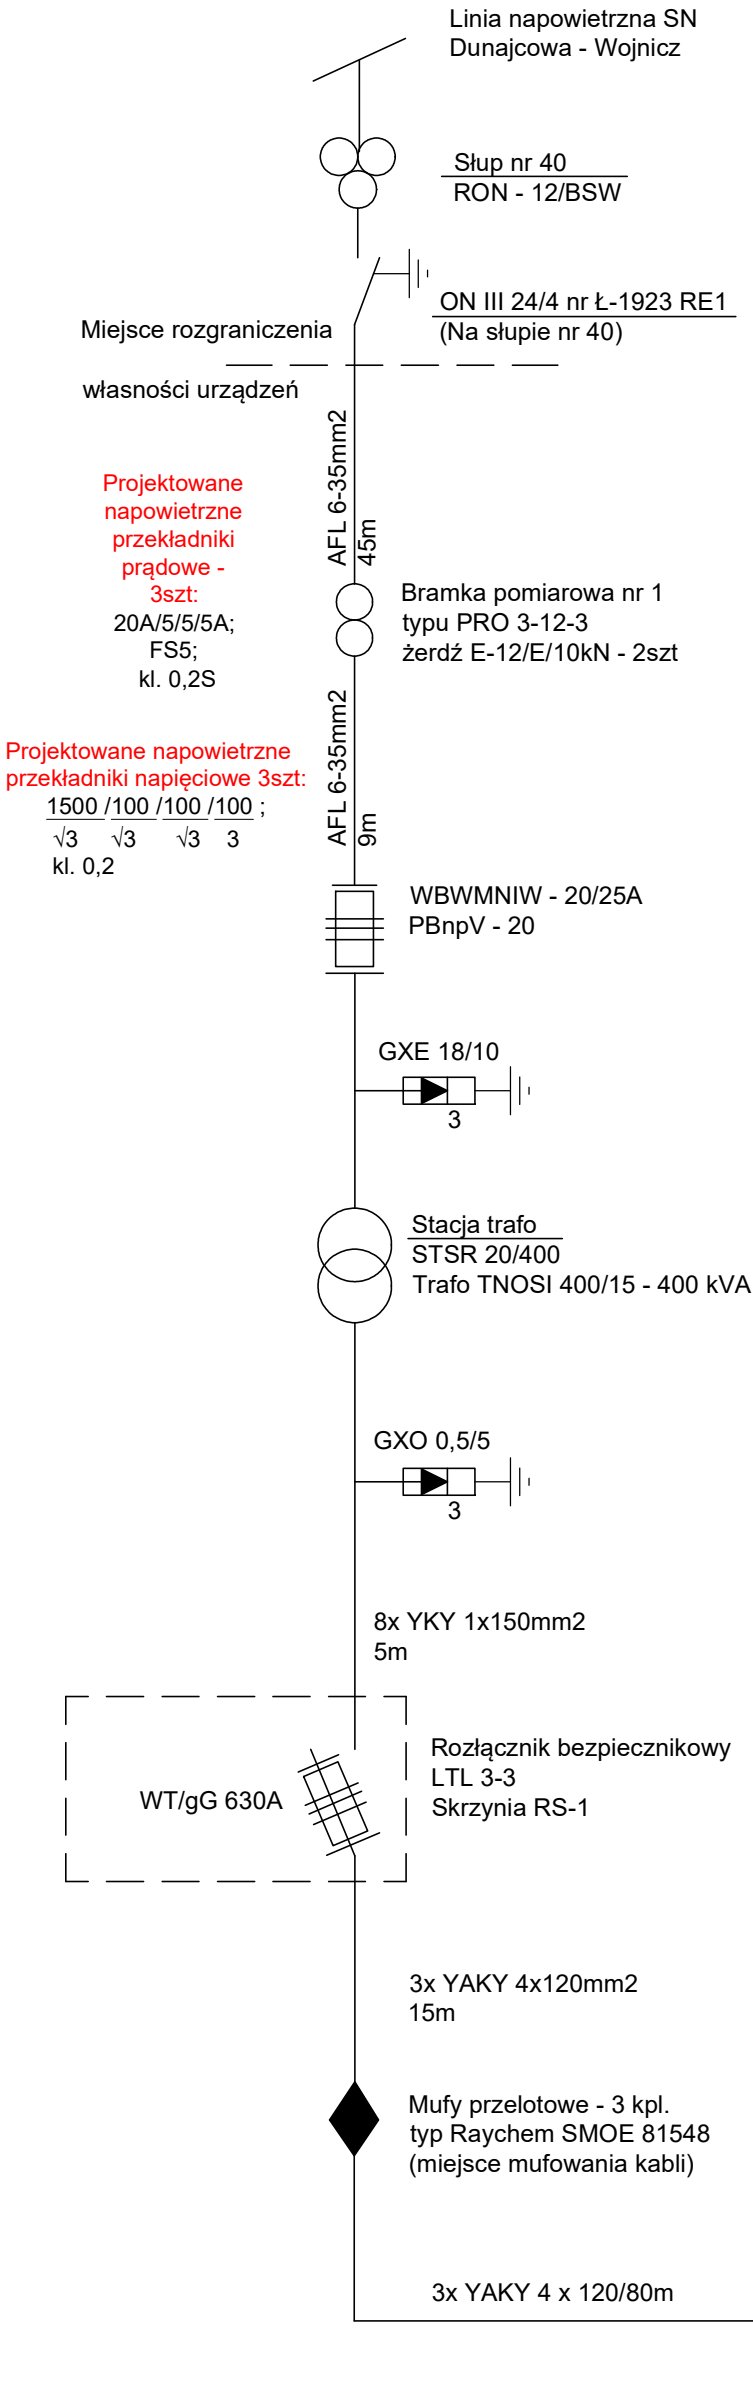 Linia napowietrzna SN
Dunajcowa - Wojnicz
Słup nr 40
RON - 12/BSW
ON III 24/4 nr Ł-1923 RE1
(Na słupie nr 40)
Miejsce rozgraniczenia
własności urządzeń
AFL 6-35mm2
45m
Projektowane
napowietrzne
przekładniki
prądowe -
3szt:
20A/5/5/5A;
FS5;
kl. 0,2S
Bramka pomiarowa nr 1
typu PRO 3-12-3
żerdź E-12/E/10kN - 2szt
AFL 6-35mm2
9m
Projektowane napowietrzne
przekładniki napięciowe 3szt:
1500 /100 /100 /100 ;
√3 √3 √3 3
kl. 0,2
WBWMNIW - 20/25A
PBnpV - 20
GXE 18/10
3
Stacja trafo
STSR 20/400
Trafo TNOSI 400/15 - 400 kVA
GXO 0,5/5
3
8x YKY 1x150mm2
5m
WT/gG 630A
Rozłącznik bezpiecznikowy
LTL 3-3
Skrzynia RS-1
3x YAKY 4x120mm2
15m
Mufy przelotowe - 3 kpl.
typ Raychem SMOE 81548
(miejsce mufowania kabli)
3x YAKY 4 x 120/80m